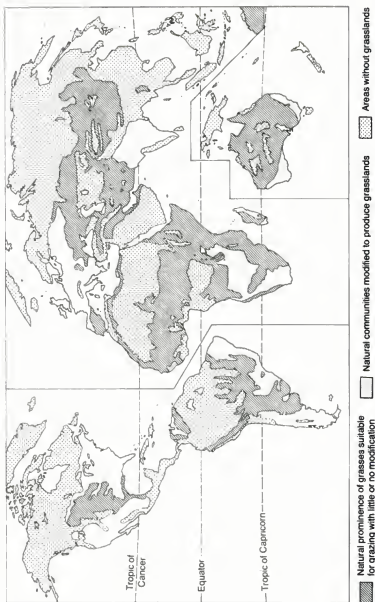 Tropic of
Cancer
Equator
Tropic of Capricorn
Natural prominence of grasses suitable
for grazing with little or no modification
Natural communities modified to produce grasslands
Areas without grasslands